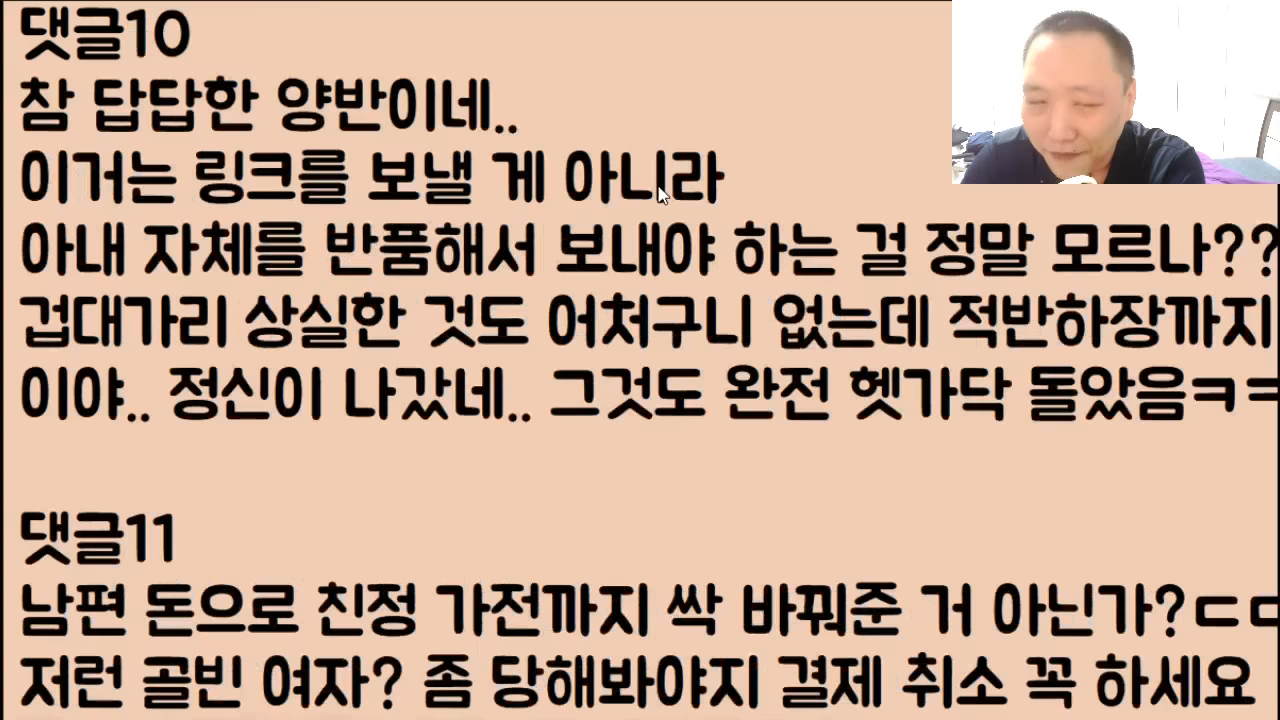 댓글10
참 답답한 양반이네..
이거는 링크를 보낼 게 아니라
아내 자체를 반품해서 보내야 하는 걸 정말 모르나??
겁대가리 상실한 것도 어처구니 없는데 적반하장까지
이야.. 정신이 나갔네.. 그것도 완전 헷가닥 돌았음ㅋㅋ
댓글11
남편 돈으로 친정 가전까지 싹 바꿔준 거 아닌가?ㄷㄷ
저런 골빈 여자? 좀 당해봐야지 결제 취소 꼭 하세요